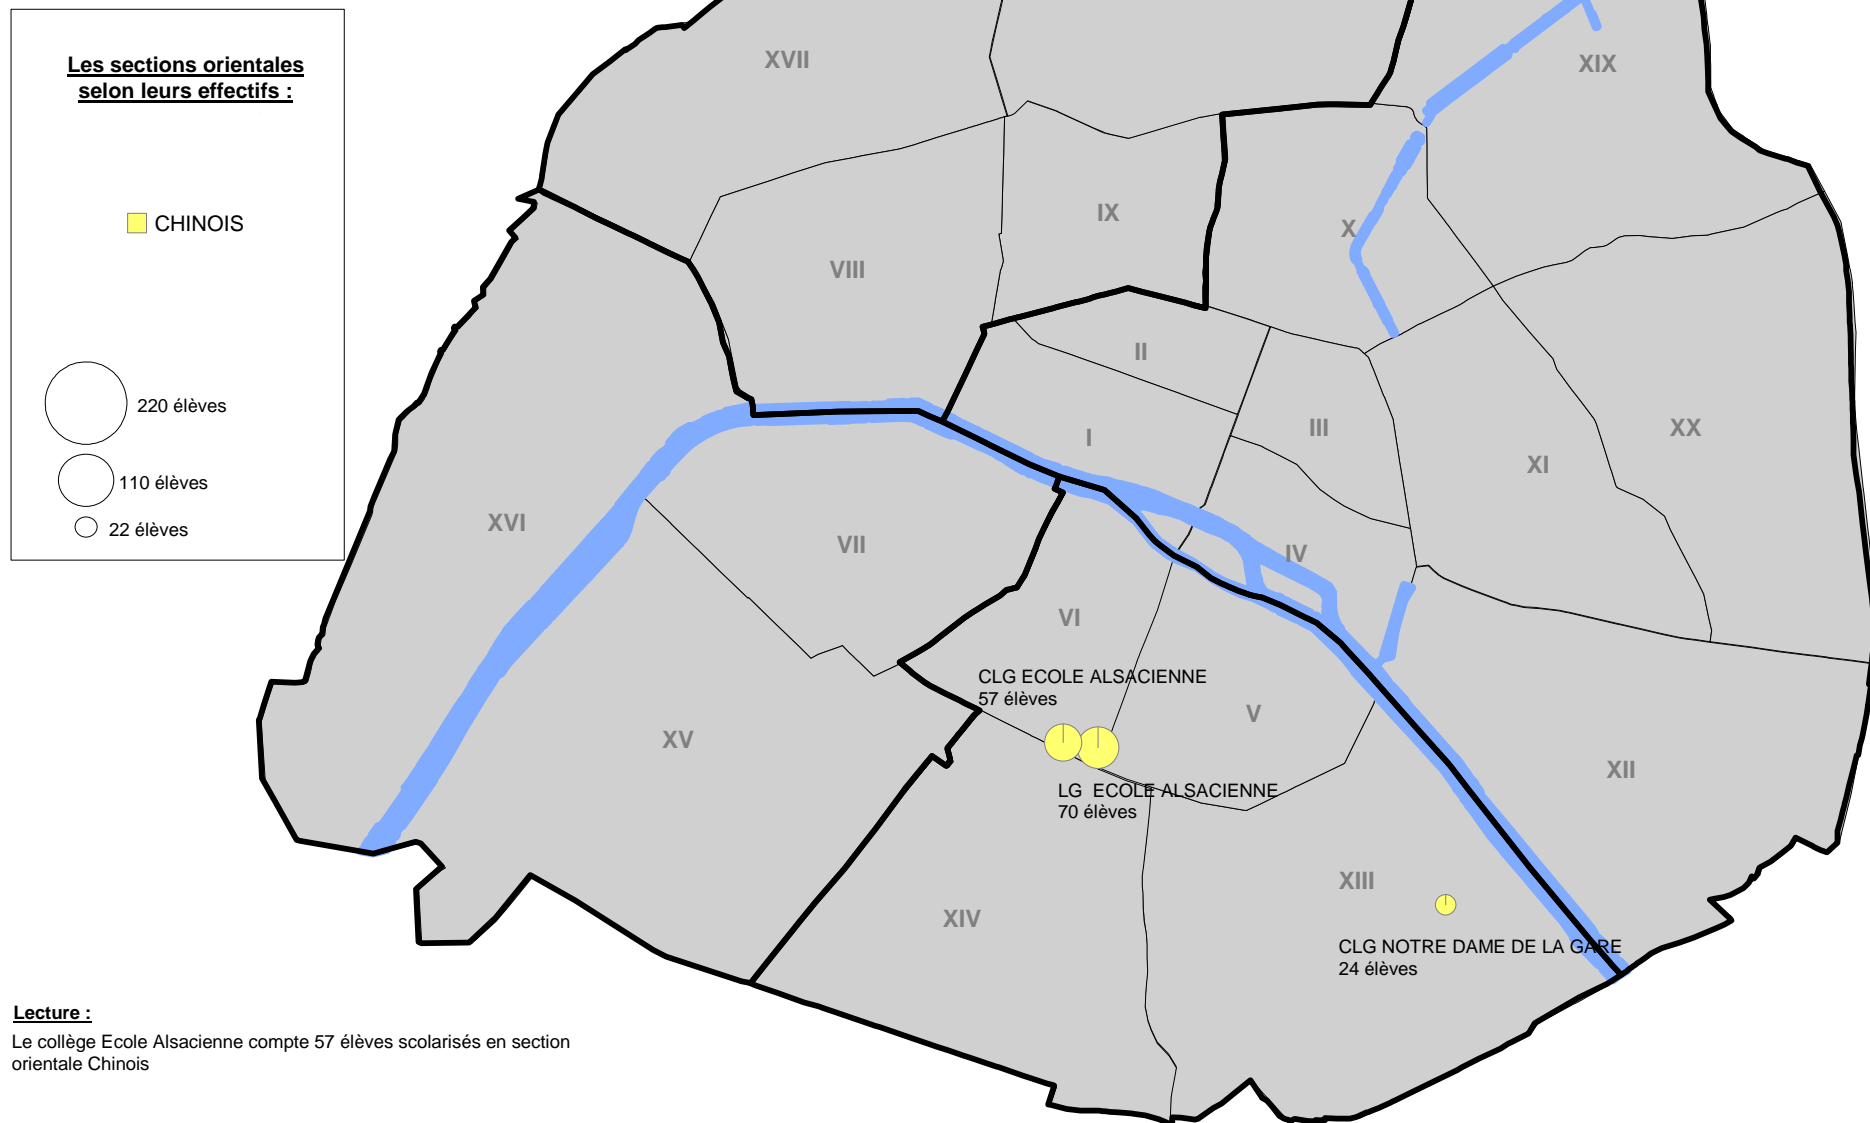 Les sections orientales
selon leurs effectifs :
CHINOIS
220 élèves
110 élèves
22 élèves
XVII
XIX
IX
X
VIII
II
III
I
XX
XI
XVI
VII
IV
VI
CLG ECOLE ALSACIENNE
57 élèves
V
XV
XII
LG  ECOLE ALSACIENNE
70 élèves
XIII
XIV
CLG NOTRE DAME DE LA GARE
24 élèves
Lecture :
Le collège Ecole Alsacienne compte 57 élèves scolarisés en section
orientale Chinois